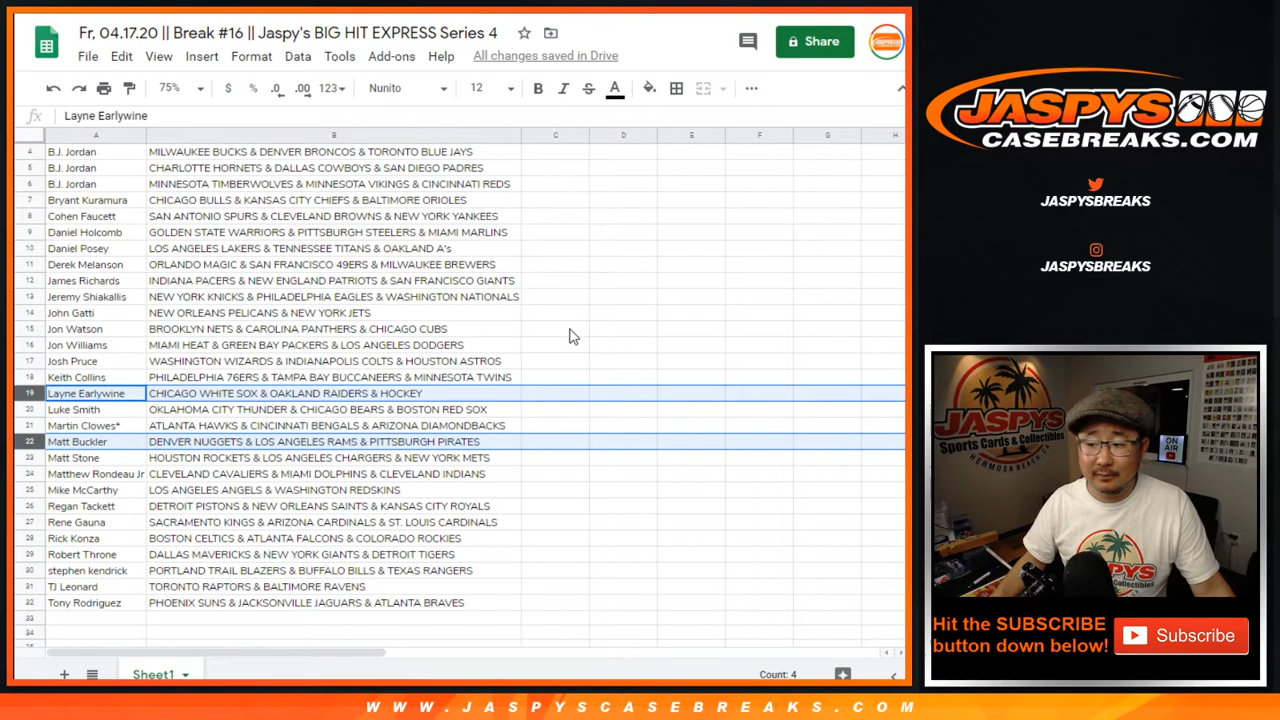 Fr, 04.17.20 || Break #16 || Jaspy's BIG HIT EXPRESS Series 4
File Edit View Insert Format Data Tools Add-ons Help All changes saved in Drive
Share
75% $ % .0 .00 123 Nunito 12 B I S A
fx Layne Earlywine
A B C D E F G H
4 B.J. Jordan MILWAUKEE BUCKS & DENVER BRONCOS & TORONTO BLUE JAYS
5 B.J. Jordan CHARLOTTE HORNETS & DALLAS COWBOYS & SAN DIEGO PADRES
6 B.J. Jordan MINNESOTA TIMBERWOLVES & MINNESOTA VIKINGS & CINCINNATI REDS
7 Bryant Kuramura CHICAGO BULLS & KANSAS CITY CHIEFS & BALTIMORE ORIOLES
8 Cohen Faucett SAN ANTONIO SPURS & CLEVELAND BROWNS & NEW YORK YANKEES
9 Daniel Holcomb GOLDEN STATE WARRIORS & PITTSBURGH STEELERS & MIAMI MARLINS
10 Daniel Posey LOS ANGELES LAKERS & TENNESSEE TITANS & OAKLAND A's
11 Derek Melanson ORLANDO MAGIC & SAN FRANCISCO 49ERS & MILWAUKEE BREWERS
12 James Richards INDIANA PACERS & NEW ENGLAND PATRIOTS & SAN FRANCISCO GIANTS
13 Jeremy Shiakallis NEW YORK KNICKS & PHILADELPHIA EAGLES & WASHINGTON NATIONALS
14 John Gatti NEW ORLEANS PELICANS & NEW YORK JETS
15 Jon Watson BROOKLYN NETS & CAROLINA PANTHERS & CHICAGO CUBS
16 Jon Williams MIAMI HEAT & GREEN BAY PACKERS & LOS ANGELES DODGERS
17 Josh Pruce WASHINGTON WIZARDS & INDIANAPOLIS COLTS & HOUSTON ASTROS
18 Keith Collins PHILADELPHIA 76ERS & TAMPA BAY BUCCANEERS & MINNESOTA TWINS
19 Layne Earlywine CHICAGO WHITE SOX & OAKLAND RAIDERS & HOCKEY
20 Luke Smith OKLAHOMA CITY THUNDER & CHICAGO BEARS & BOSTON RED SOX
21 Martin Clowes* ATLANTA HAWKS & CINCINNATI BENGALS & ARIZONA DIAMONDBACKS
22 Matt Buckler DENVER NUGGETS & LOS ANGELES RAMS & PITTSBURGH PIRATES
23 Matt Stone HOUSTON ROCKETS & LOS ANGELES CHARGERS & NEW YORK METS
24 Matthew Rondeau Jr CLEVELAND CAVALIERS & MIAMI DOLPHINS & CLEVELAND INDIANS
25 Mike McCarthy LOS ANGELES ANGELS & WASHINGTON REDSKINS
26 Regan Tackett DETROIT PISTONS & NEW ORLEANS SAINTS & KANSAS CITY ROYALS
27 Rene Gauna SACRAMENTO KINGS & ARIZONA CARDINALS & ST. LOUIS CARDINALS
28 Rick Konza BOSTON CELTICS & ATLANTA FALCONS & COLORADO ROCKIES
29 Robert Throne DALLAS MAVERICKS & NEW YORK GIANTS & DETROIT TIGERS
30 stephen kendrick PORTLAND TRAIL BLAZERS & BUFFALO BILLS & TEXAS RANGERS
31 TJ Leonard TORONTO RAPTORS & BALTIMORE RAVENS
32 Tony Rodriguez PHOENIX SUNS & JACKSONVILLE JAGUARS & ATLANTA BRAVES
33
34
Sheet1 Count: 4
JASPYS
CASEBREAKS.COM
JASPYSBREAKS
JASPYSBREAKS
JASPYS
Sports Cards & Collectibles
HERMOSA BEACH
ON AIR
JASPYS
Hit the SUBSCRIBE
button down below!
Subscribe
WWW.JASPYSCASEBREAKS.COM